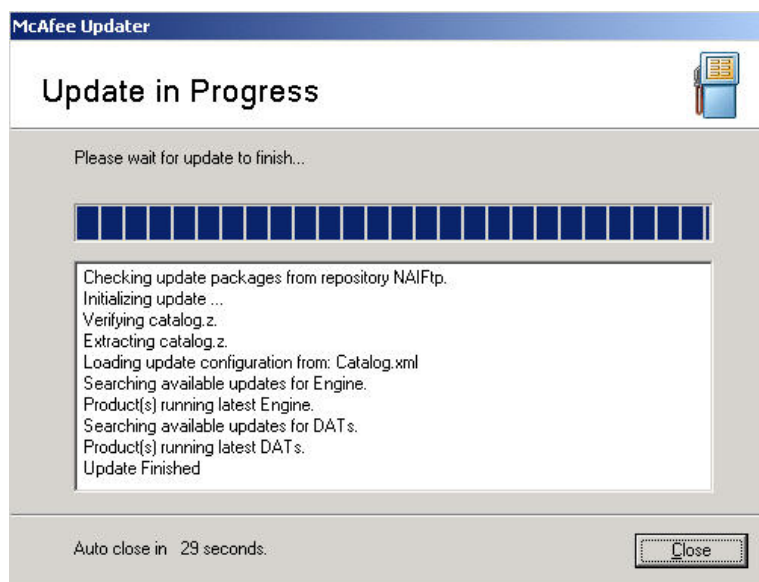 McAfee Updater
Update in Progress
Please wait for update to finish...
Checking update packages from repository NAIFtp.
Initializing update ...
Verifying catalog.z.
Extracting catalog.z.
Loading update configuration from: Catalog.xml
Searching available updates for Engine.
Product(s) running latest Engine.
Searching available updates for DATs.
Product(s) running latest DATs.
Update Finished
Auto close in 29 seconds.
Close